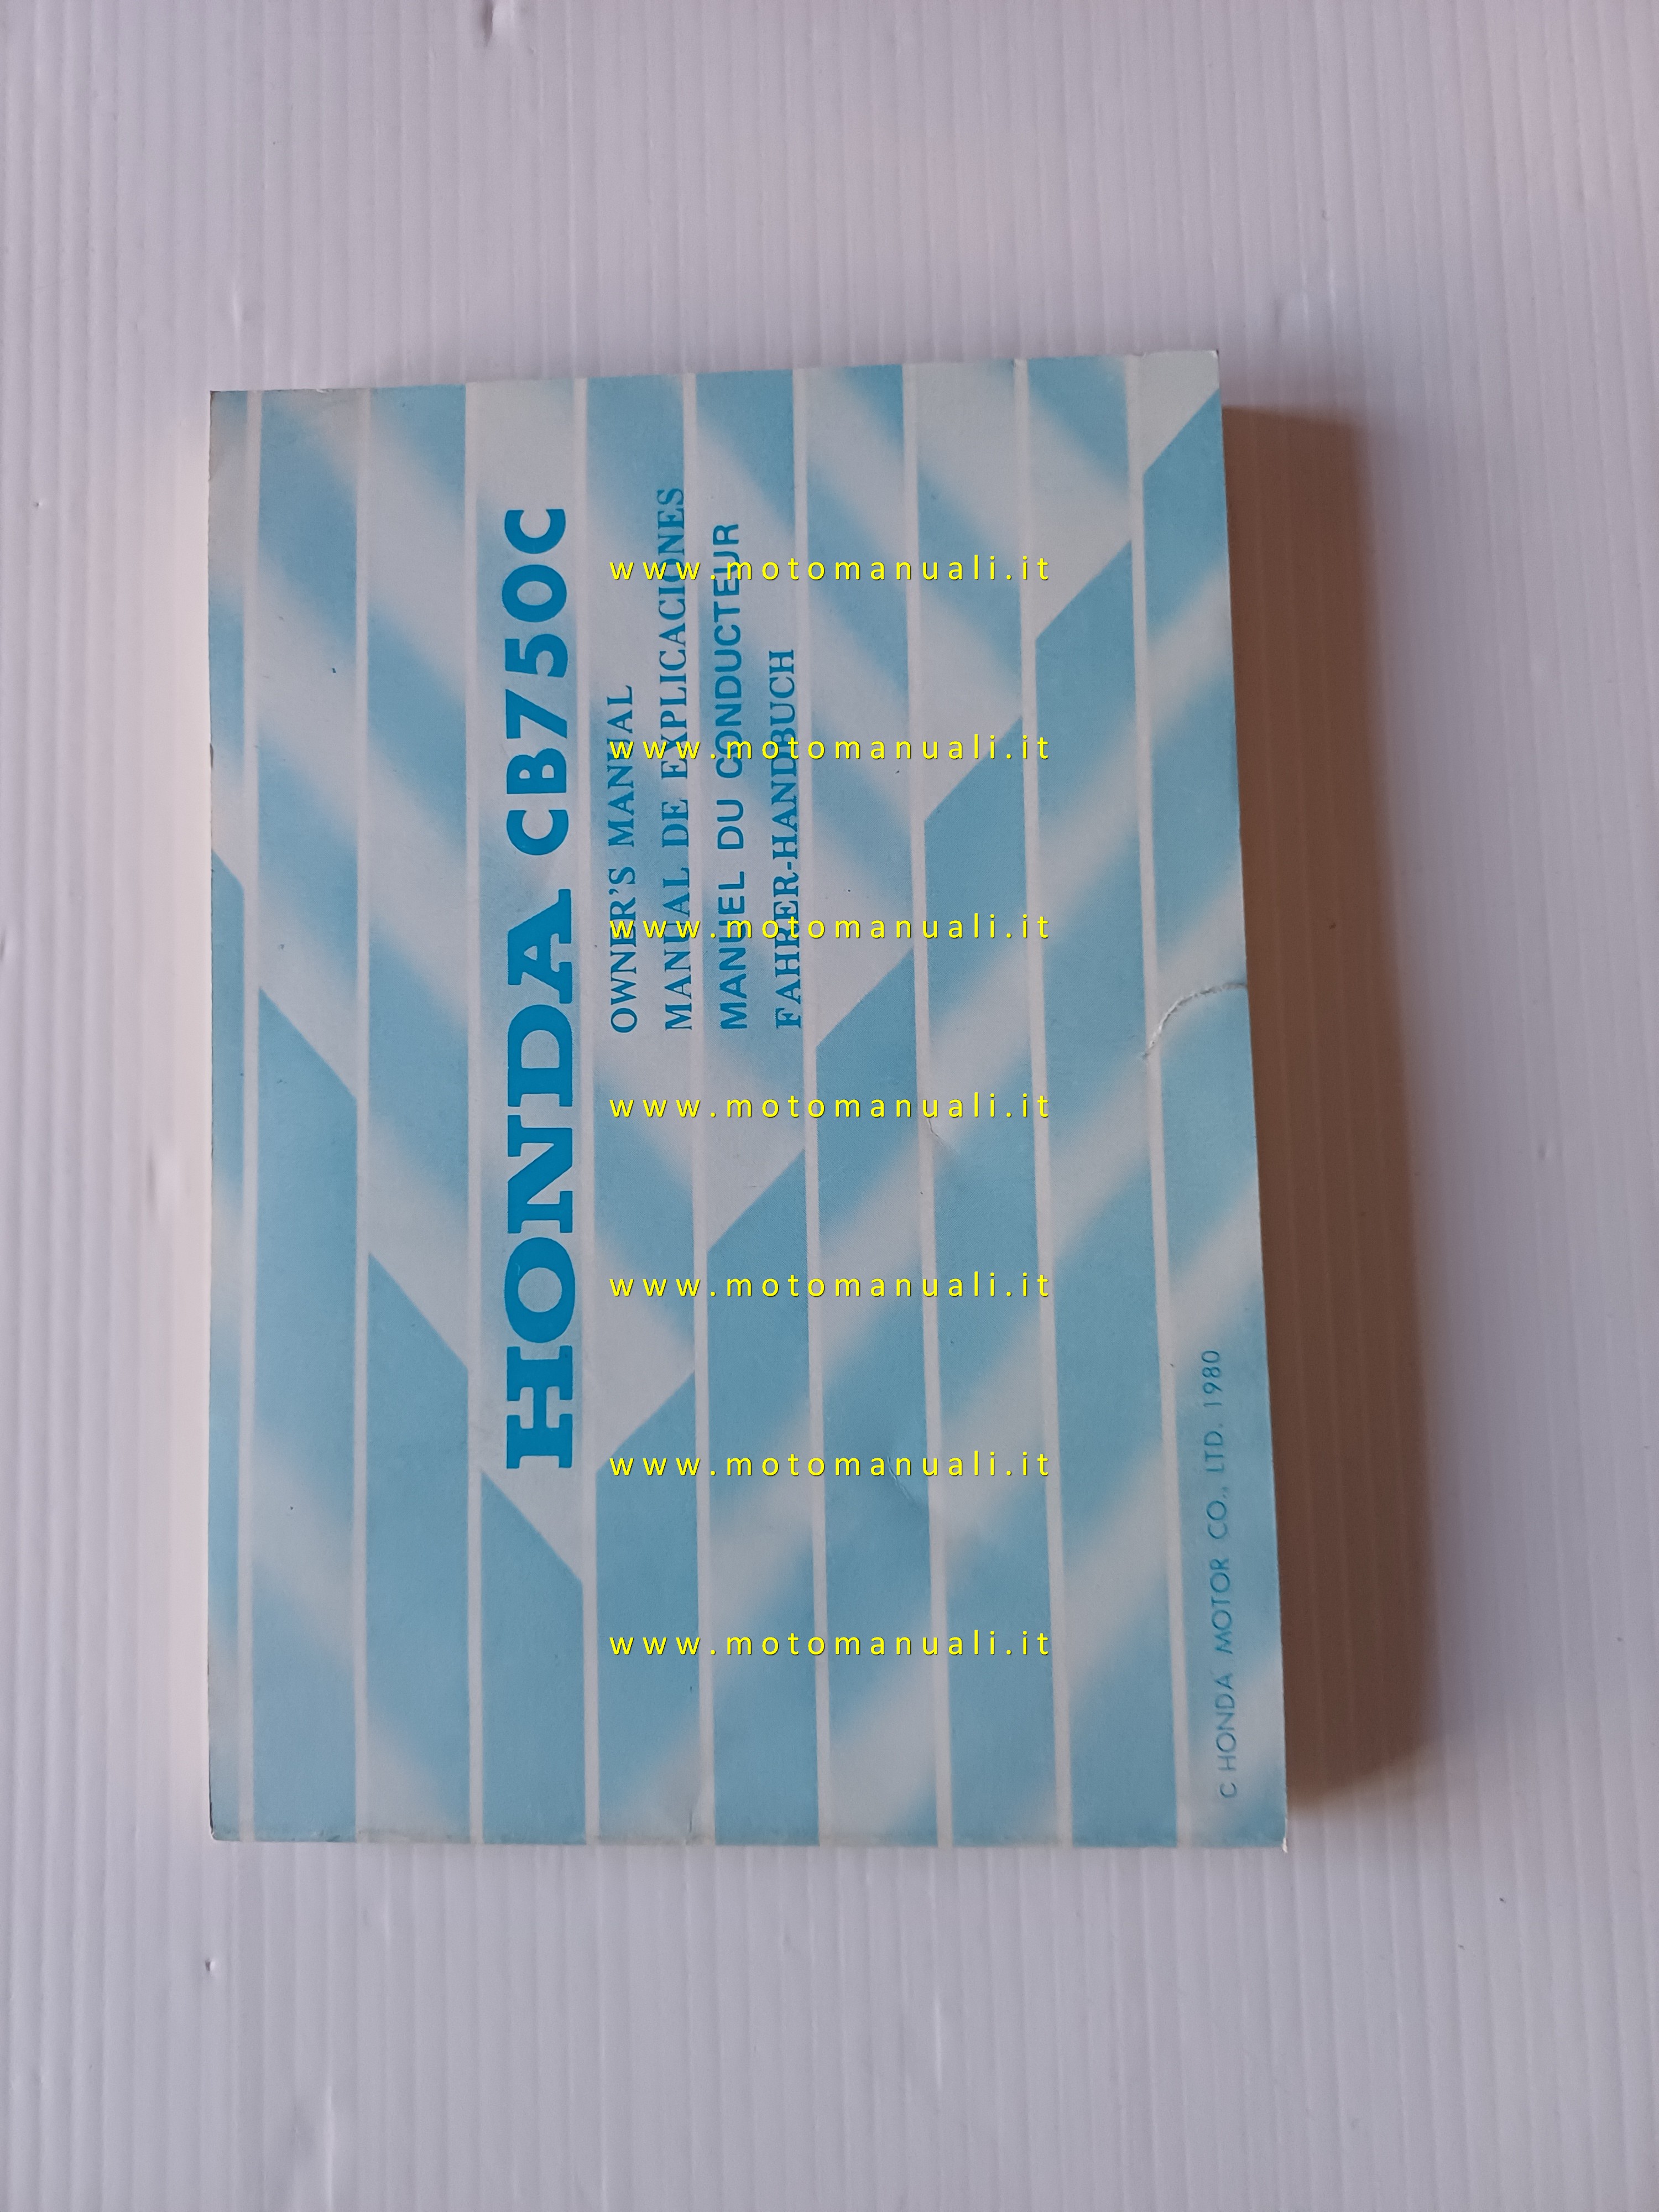 HONDA CB750C
OWNER'S MANUAL
MANUAL DE EXPLICACIONES
MANUEL DU CONDUCTEUR
FAHRER-HANDBUCH
C HONDA MOTOR CO., LTD. 1980
www.motomanuali.it
www.motomanuali.it
www.motomanuali.it
www.motomanuali.it
www.motomanuali.it
www.motomanuali.it
www.motomanuali.it